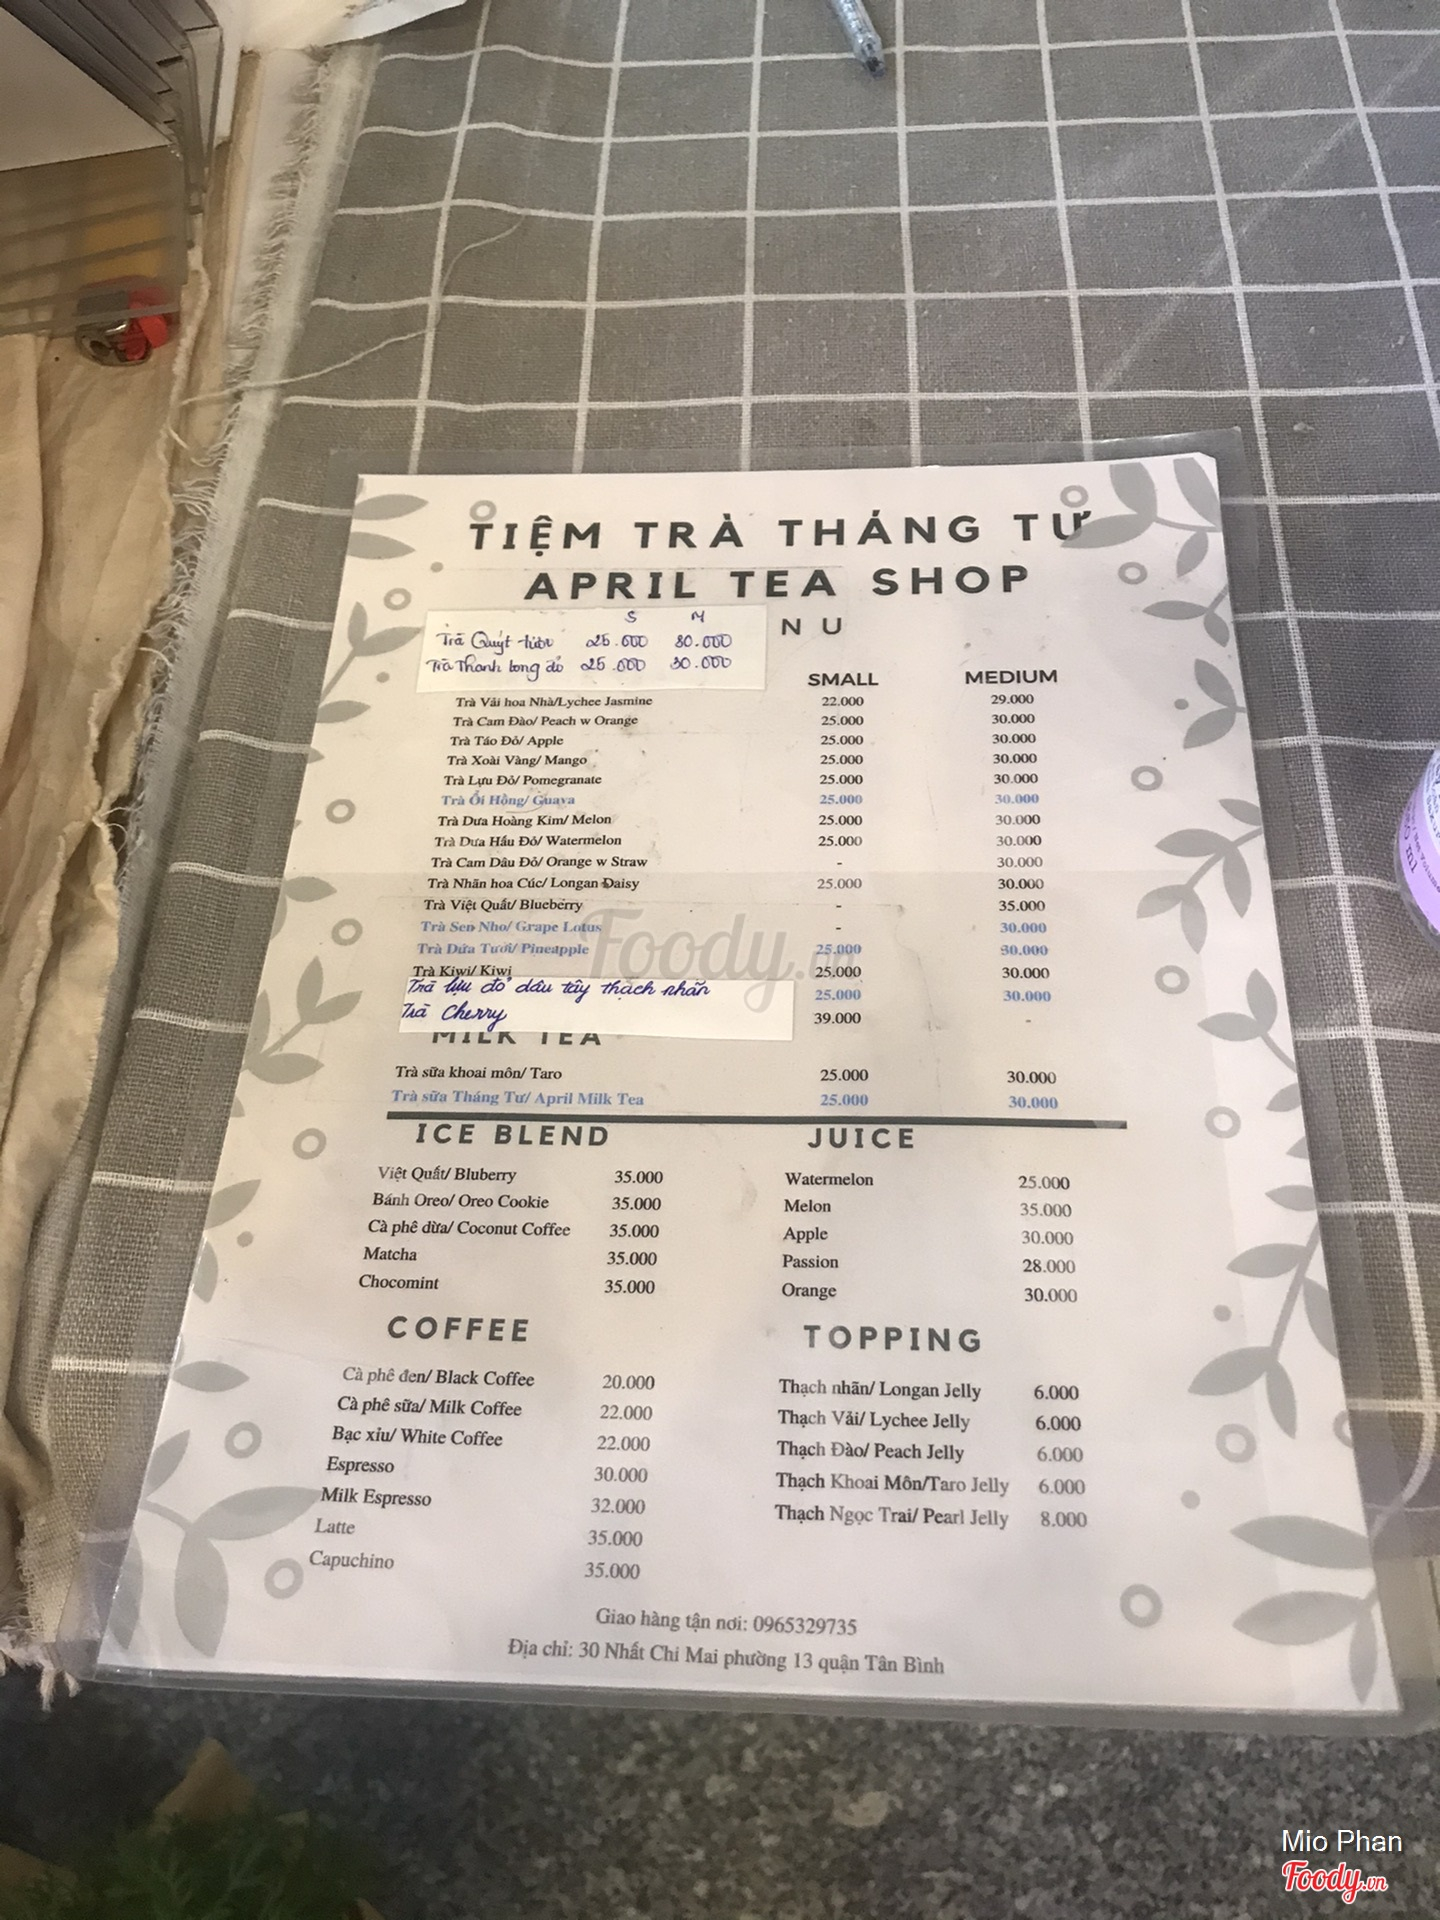 TIỆM TRÀ THÁNG TƯ
APRIL TEA SHOP
NU
S M
Trà Quýt tươi 25.000 30.000
Trà Thanh long đỏ 25.000 30.000
SMALL MEDIUM
Trà Vải hoa Nhà/Lychee Jasmine 22.000 29.000
Trà Cam Đào/ Peach w Orange 25.000 30.000
Trà Táo Đỏ/ Apple 25.000 30.000
Trà Xoài Vàng/ Mango 25.000 30.000
Trà Lựu Đỏ/ Pomegranate 25.000 30.000
Trà Ổi Hồng/ Guava 25.000 30.000
Trà Dưa Hoàng Kim/ Melon 25.000 30.000
Trà Dưa Hấu Đỏ/ Watermelon 25.000 30.000
Trà Cam Dâu Đỏ/ Orange w Straw - 30.000
Trà Nhãn hoa Cúc/ Longan Daisy 25.000 30.000
Trà Việt Quất/ Blueberry - 35.000
Trà Sen Nho/ Grape Lotus - 30.000
Trà Dứa Tươi/ Pineapple 25.000 30.000
Trà Kiwi/ Kiwi 25.000 30.000
Trà lựu đỏ dâu tây thạch nhãn 25.000 30.000
Trà Cherry 39.000 -
MILK TEA
Trà sữa khoai môn/ Taro 25.000 30.000
Trà sữa Tháng Tư/ April Milk Tea 25.000 30.000
ICE BLEND
Việt Quất/ Bluberry 35.000
Bánh Oreo/ Oreo Cookie 35.000
Cà phê dừa/ Coconut Coffee 35.000
Matcha 35.000
Chocomint 35.000
JUICE
Watermelon 25.000
Melon 35.000
Apple 30.000
Passion 28.000
Orange 30.000
COFFEE
Cà phê đen/ Black Coffee 20.000
Cà phê sữa/ Milk Coffee 22.000
Bạc xỉu/ White Coffee 22.000
Espresso 30.000
Milk Espresso 32.000
Latte 35.000
Capuchino 35.000
TOPPING
Thạch nhãn/ Longan Jelly 6.000
Thạch Vải/ Lychee Jelly 6.000
Thạch Đào/ Peach Jelly 6.000
Thạch Khoai Môn/Taro Jelly 6.000
Thạch Ngọc Trai/ Pearl Jelly 8.000
Giao hàng tận nơi: 0965329735
Địa chỉ: 30 Nhất Chi Mai phường 13 quận Tân Bình
Foody.vn
Mio Phan
Foody.vn